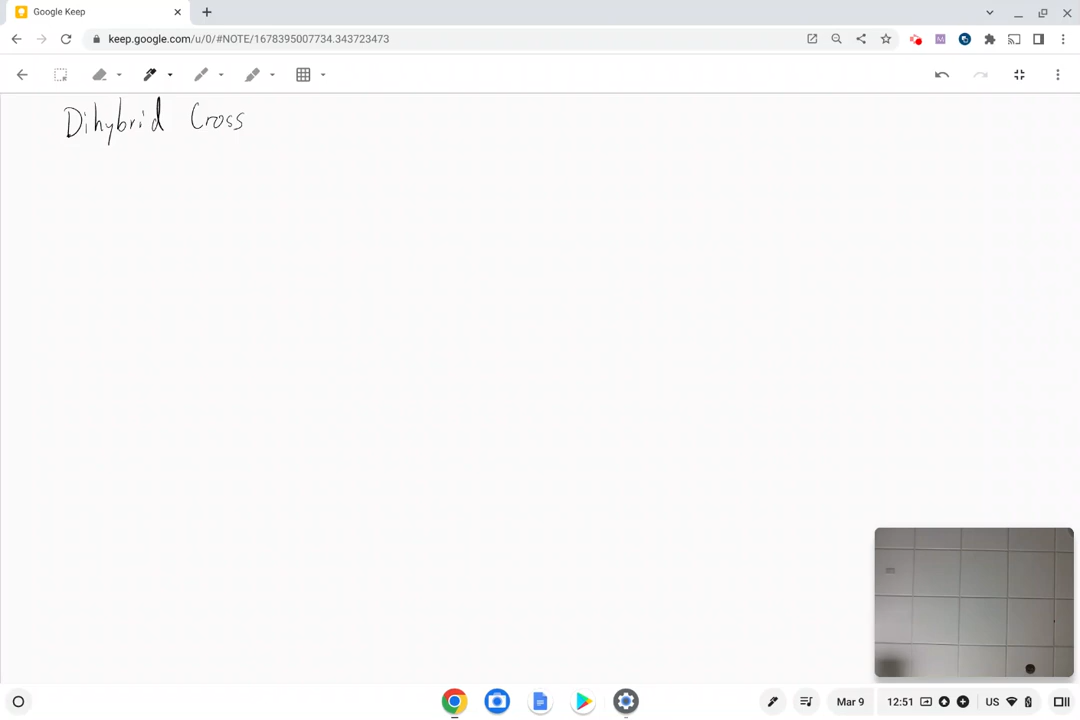 Google Keep
keep.google.com/u/0/#NOTE/1678395007734.343723473
Dihybrid Cross
Mar 9
12:51
US